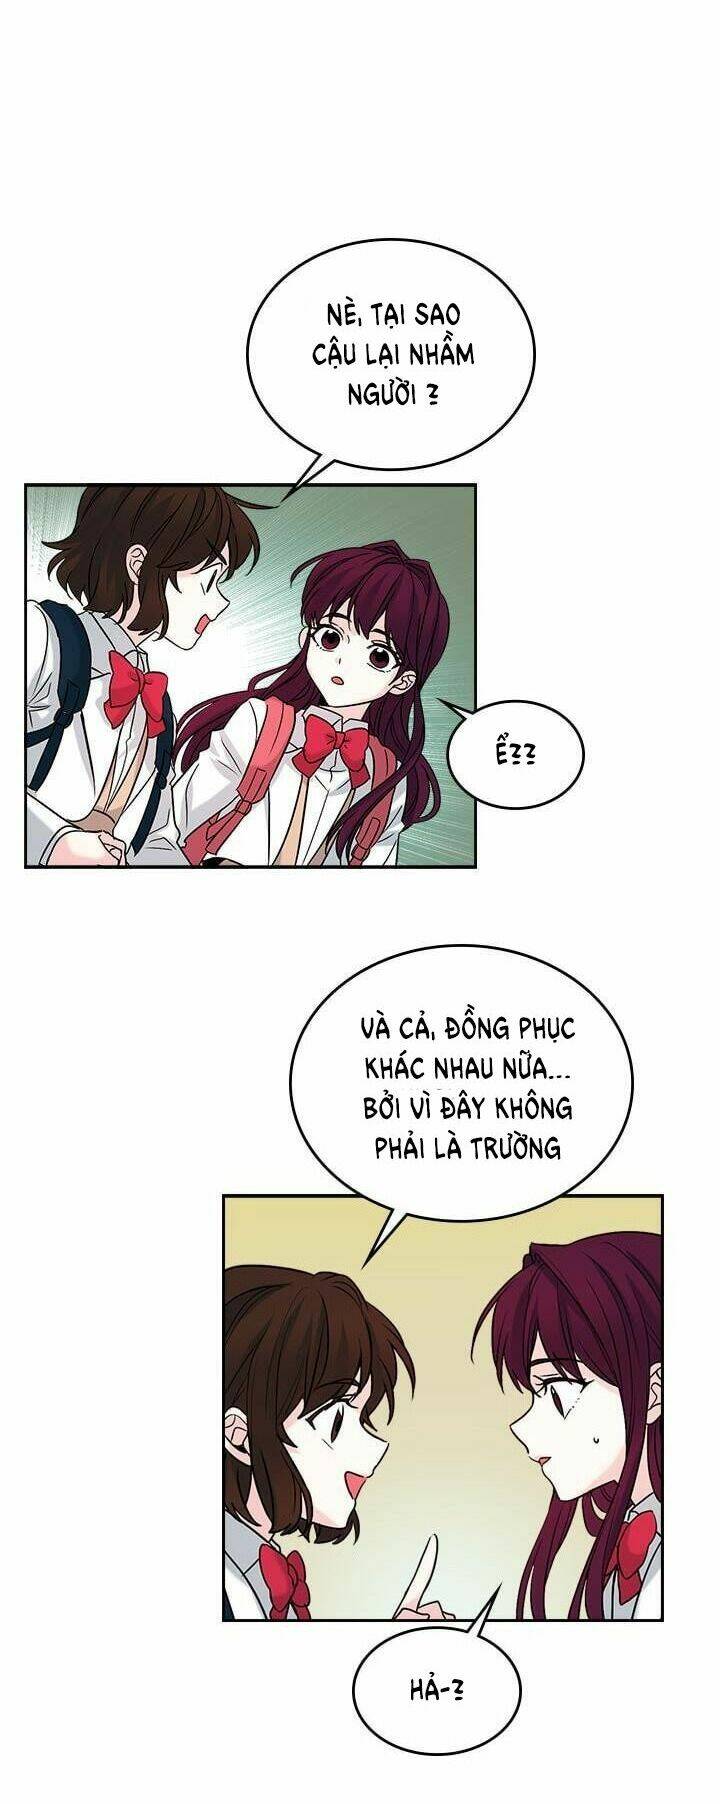 NÈ, TẠI SAO
CẬU LẠI NHẦM
NGƯỜI ?
Ể??
VÀ CẢ, ĐỒNG PHỤC
KHÁC NHAU NỮA...
BỞI VÌ ĐÂY KHÔNG
PHẢI LÀ TRƯỜNG
HẢ-?